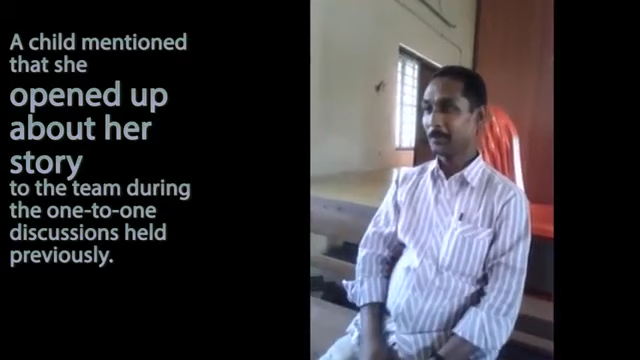 A child mentioned
that she
opened up
about her
story
to the team during
the one-to-one
discussions held
previously.